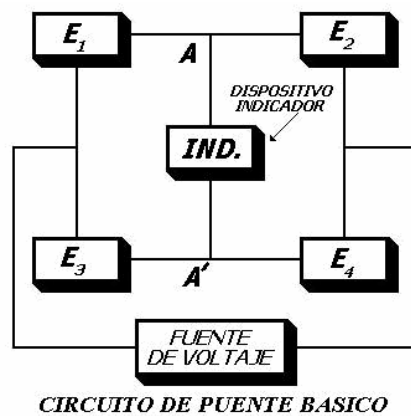 E1
E2
A
DISPOSITIVO
INDICADOR
IND.
E3
E4
A'
FUENTE
DE VOLTAJE
CIRCUITO DE PUENTE BASICO